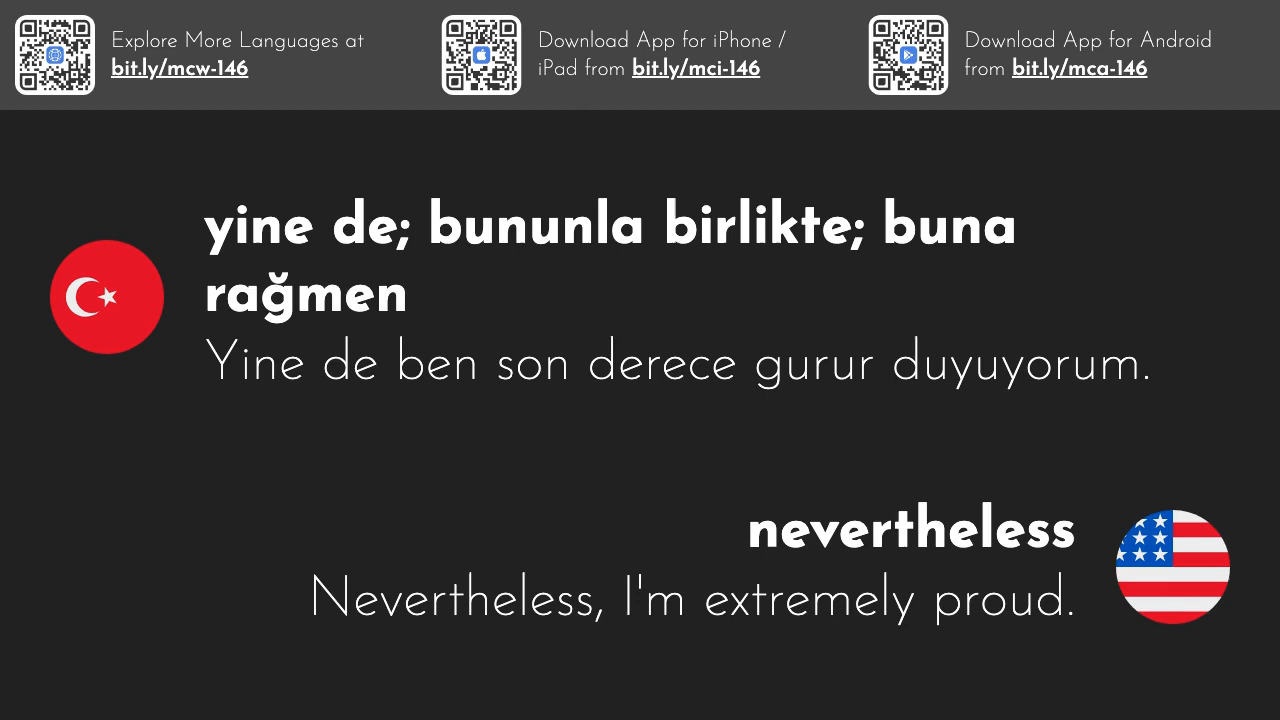 Explore More Languages at
bit.ly/mcw-146
Download App for iPhone /
iPad from bit.ly/mci-146
Download App for Android
from bit.ly/mca-146
yine de; bununla birlikte; buna
rağmen
Yine de ben son derece gurur duyuyorum.
nevertheless
Nevertheless, I'm extremely proud.